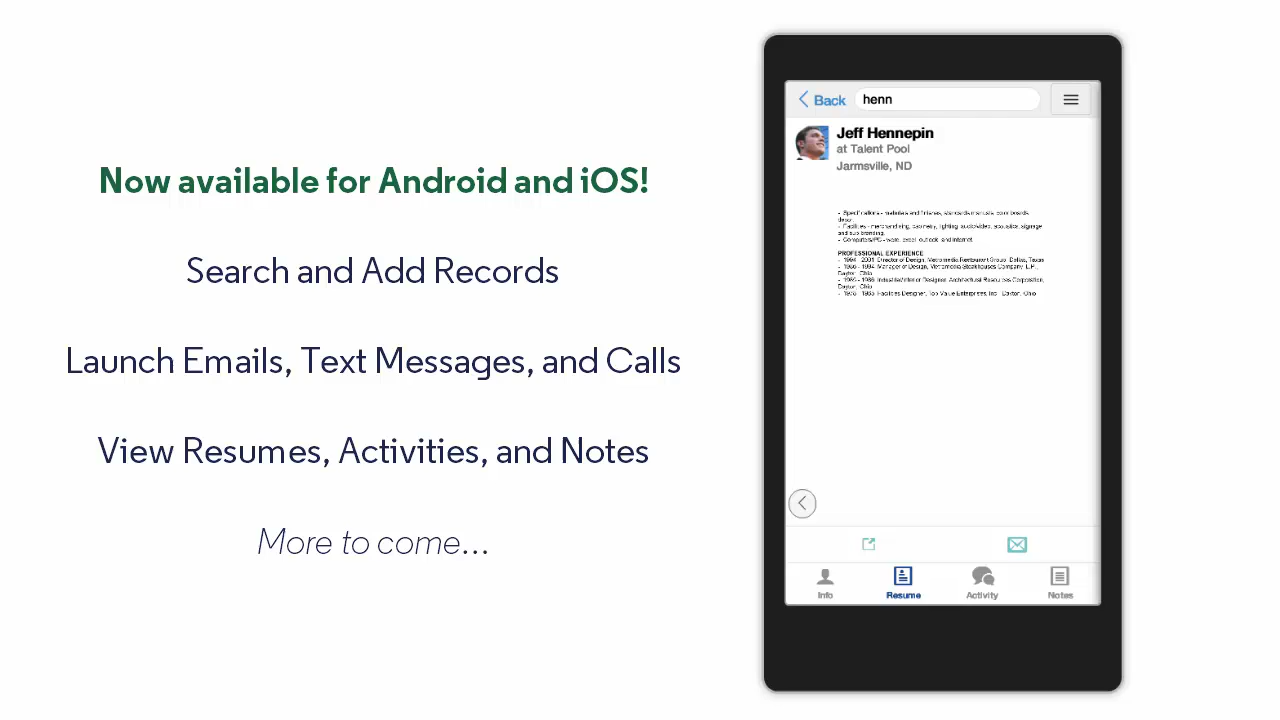 Now available for Android and iOS!
Search and Add Records
Launch Emails, Text Messages, and Calls
View Resumes, Activities, and Notes
More to come...
Back
henn
Jeff Hennepin
at Talent Pool
Jarmsville, ND
PROFESSIONAL EXPERIENCE
Info
Resume
Activity
Notes